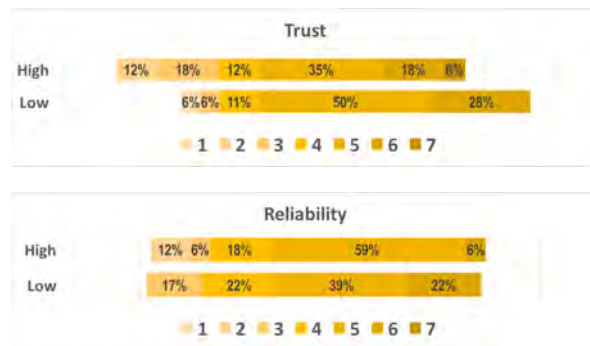 Trust
High 12% 18% 12% 35% 18% 6%
Low 6% 6% 11% 50% 28%
1 2 3 4 5 6 7
Reliability
High 12% 6% 18% 59% 6%
Low 17% 22% 39% 22%
1 2 3 4 5 6 7